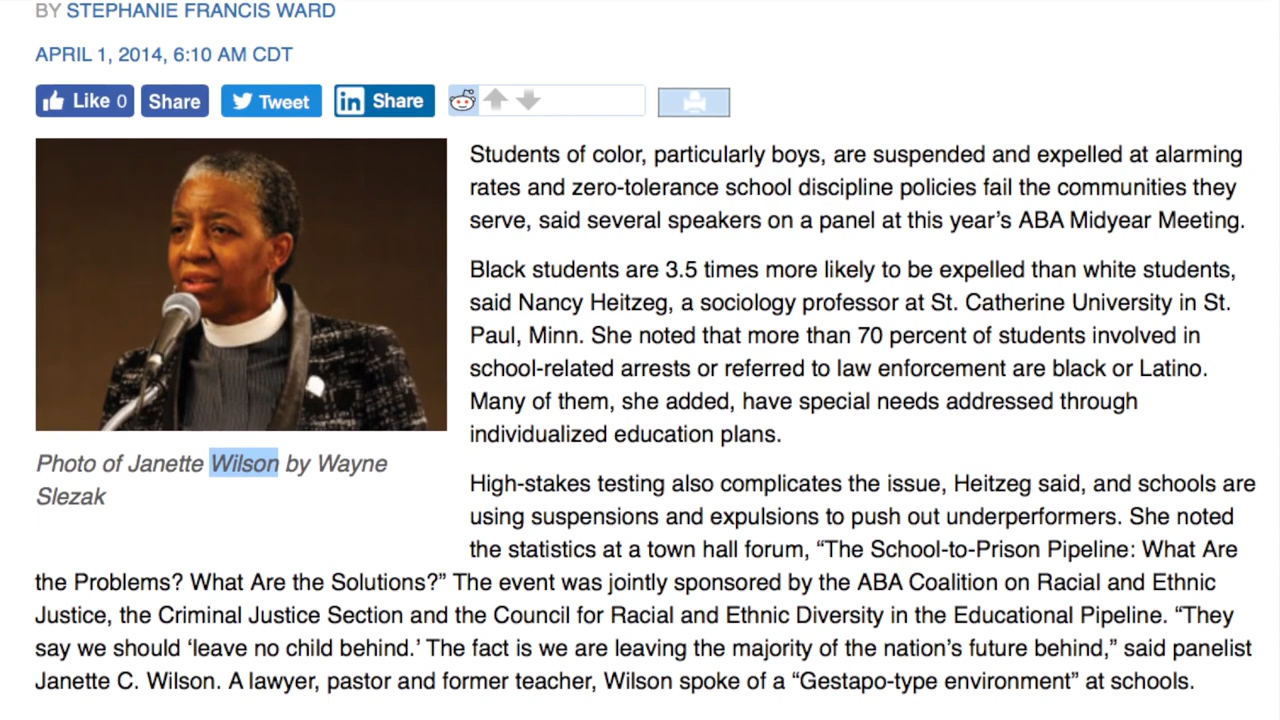 BY STEPHANIE FRANCIS WARD
APRIL 1, 2014, 6:10 AM CDT
Like 0
Share
Tweet
in Share
Students of color, particularly boys, are suspended and expelled at alarming
rates and zero-tolerance school discipline policies fail the communities they
serve, said several speakers on a panel at this year’s ABA Midyear Meeting.
Black students are 3.5 times more likely to be expelled than white students,
said Nancy Heitzeg, a sociology professor at St. Catherine University in St.
Paul, Minn. She noted that more than 70 percent of students involved in
school-related arrests or referred to law enforcement are black or Latino.
Many of them, she added, have special needs addressed through
individualized education plans.
Photo of Janette Wilson by Wayne
Slezak
High-stakes testing also complicates the issue, Heitzeg said, and schools are
using suspensions and expulsions to push out underperformers. She noted
the statistics at a town hall forum, “The School-to-Prison Pipeline: What Are
the Problems? What Are the Solutions?” The event was jointly sponsored by the ABA Coalition on Racial and Ethnic
Justice, the Criminal Justice Section and the Council for Racial and Ethnic Diversity in the Educational Pipeline. “They
say we should ‘leave no child behind.’ The fact is we are leaving the majority of the nation’s future behind,” said panelist
Janette C. Wilson. A lawyer, pastor and former teacher, Wilson spoke of a “Gestapo-type environment” at schools.